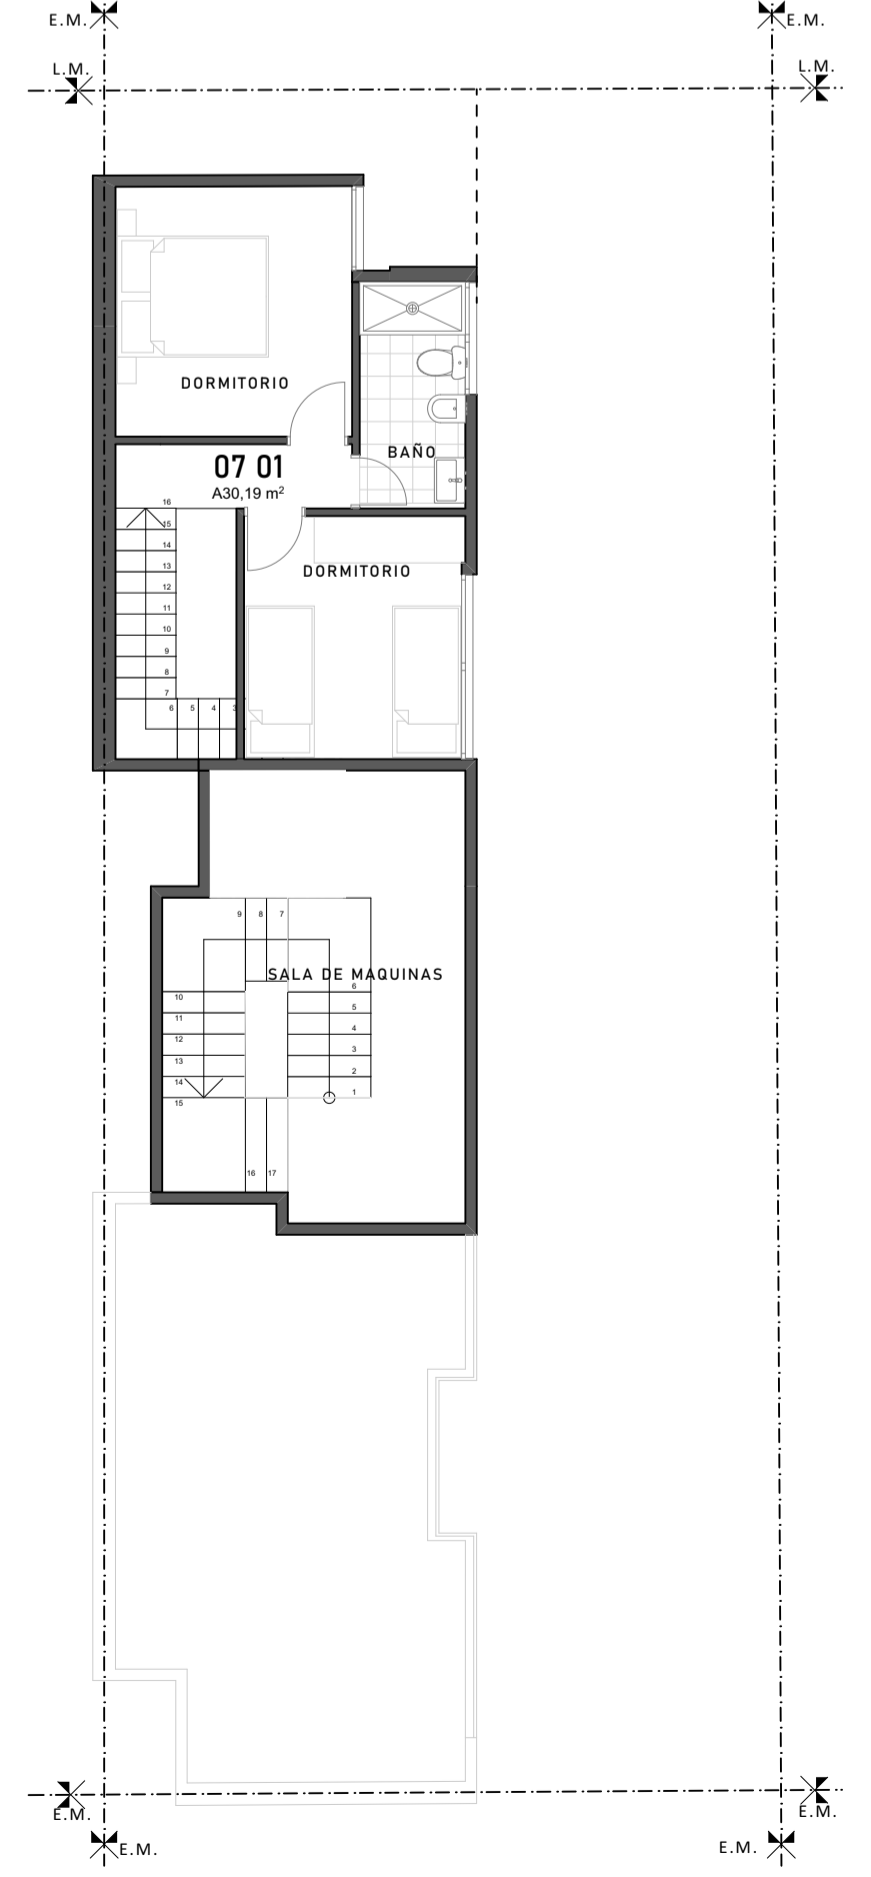 E.M. E.M.
L.M. L.M.
DORMITORIO
BAÑO
07 01
A30,19 m²
16
15
14
13
12
11
10
9
8
7
6 5 4 3
DORMITORIO
9 8 7
SALA DE MAQUINAS
6
5
4
3
2
1
10
11
12
13
14
15
16 17
E.M. E.M.
E.M. E.M.